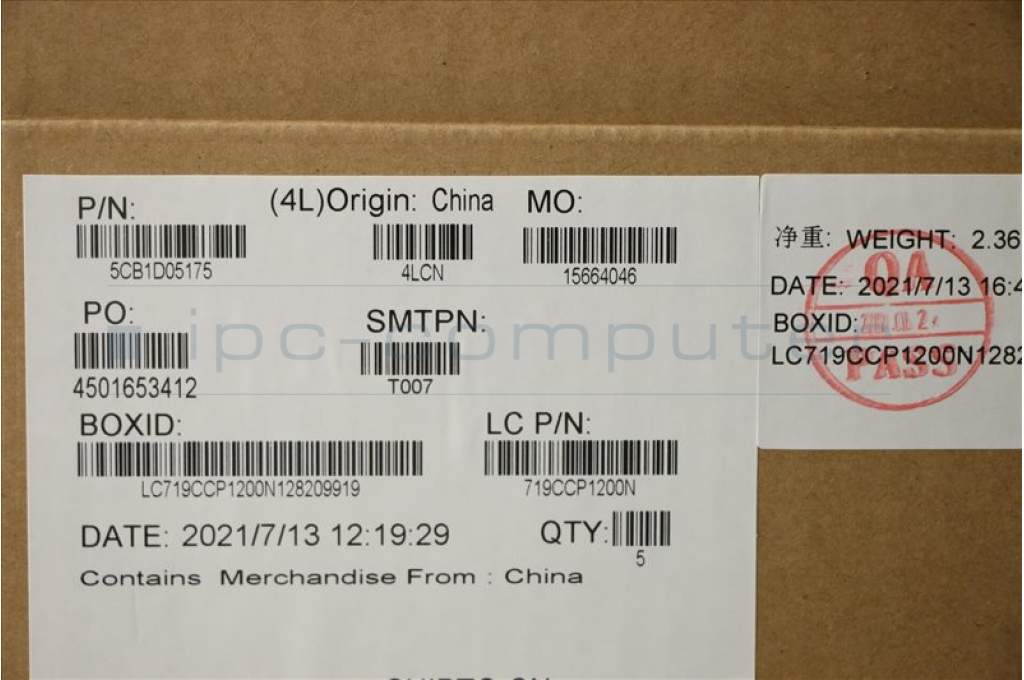 P/N: (4L)Origin: China MO:
5CB1D05175 4LCN 15664046
PO: SMTPN:
4501653412 T007
BOXID: LC P/N:
LC719CCP1200N128209919 719CCP1200N
DATE: 2021/7/13 12:19:29 QTY:
5
Contains Merchandise From : China
净重: WEIGHT: 2.36
DATE: 2021/7/13 16:4
BOXID:
LC719CCP1200N1282
QA
PASS
ipc-computer